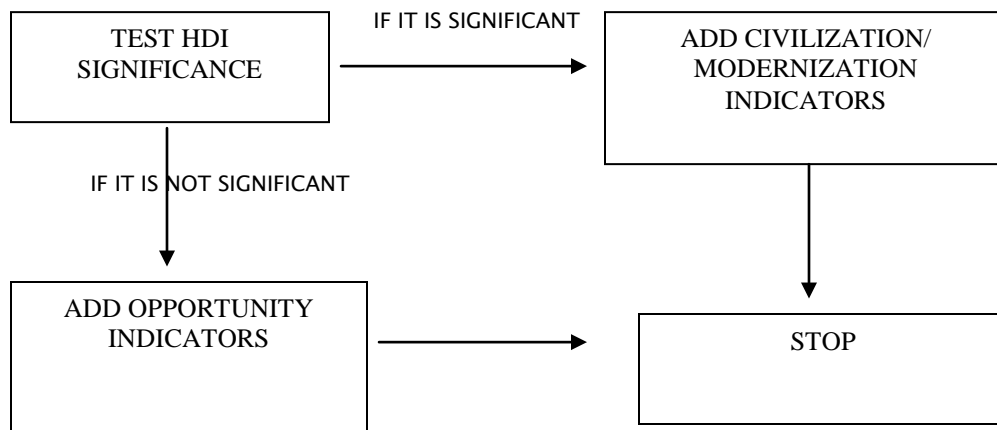 TEST HDI
SIGNIFICANCE
IF IT IS SIGNIFICANT
ADD CIVILIZATION/
MODERNIZATION
INDICATORS
IF IT IS NOT SIGNIFICANT
ADD OPPORTUNITY
INDICATORS
STOP